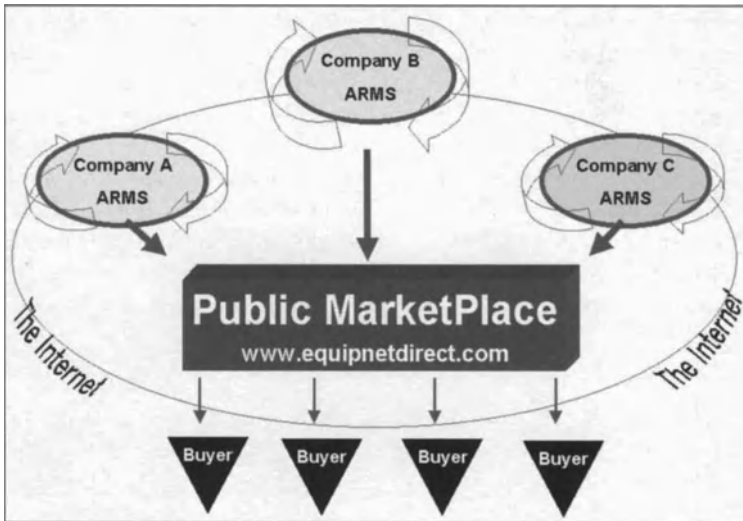 Company B
ARMS
Company A
ARMS
Company C
ARMS
Public MarketPlace
www.equipnetdirect.com
The Internet
The Internet
Buyer
Buyer
Buyer
Buyer